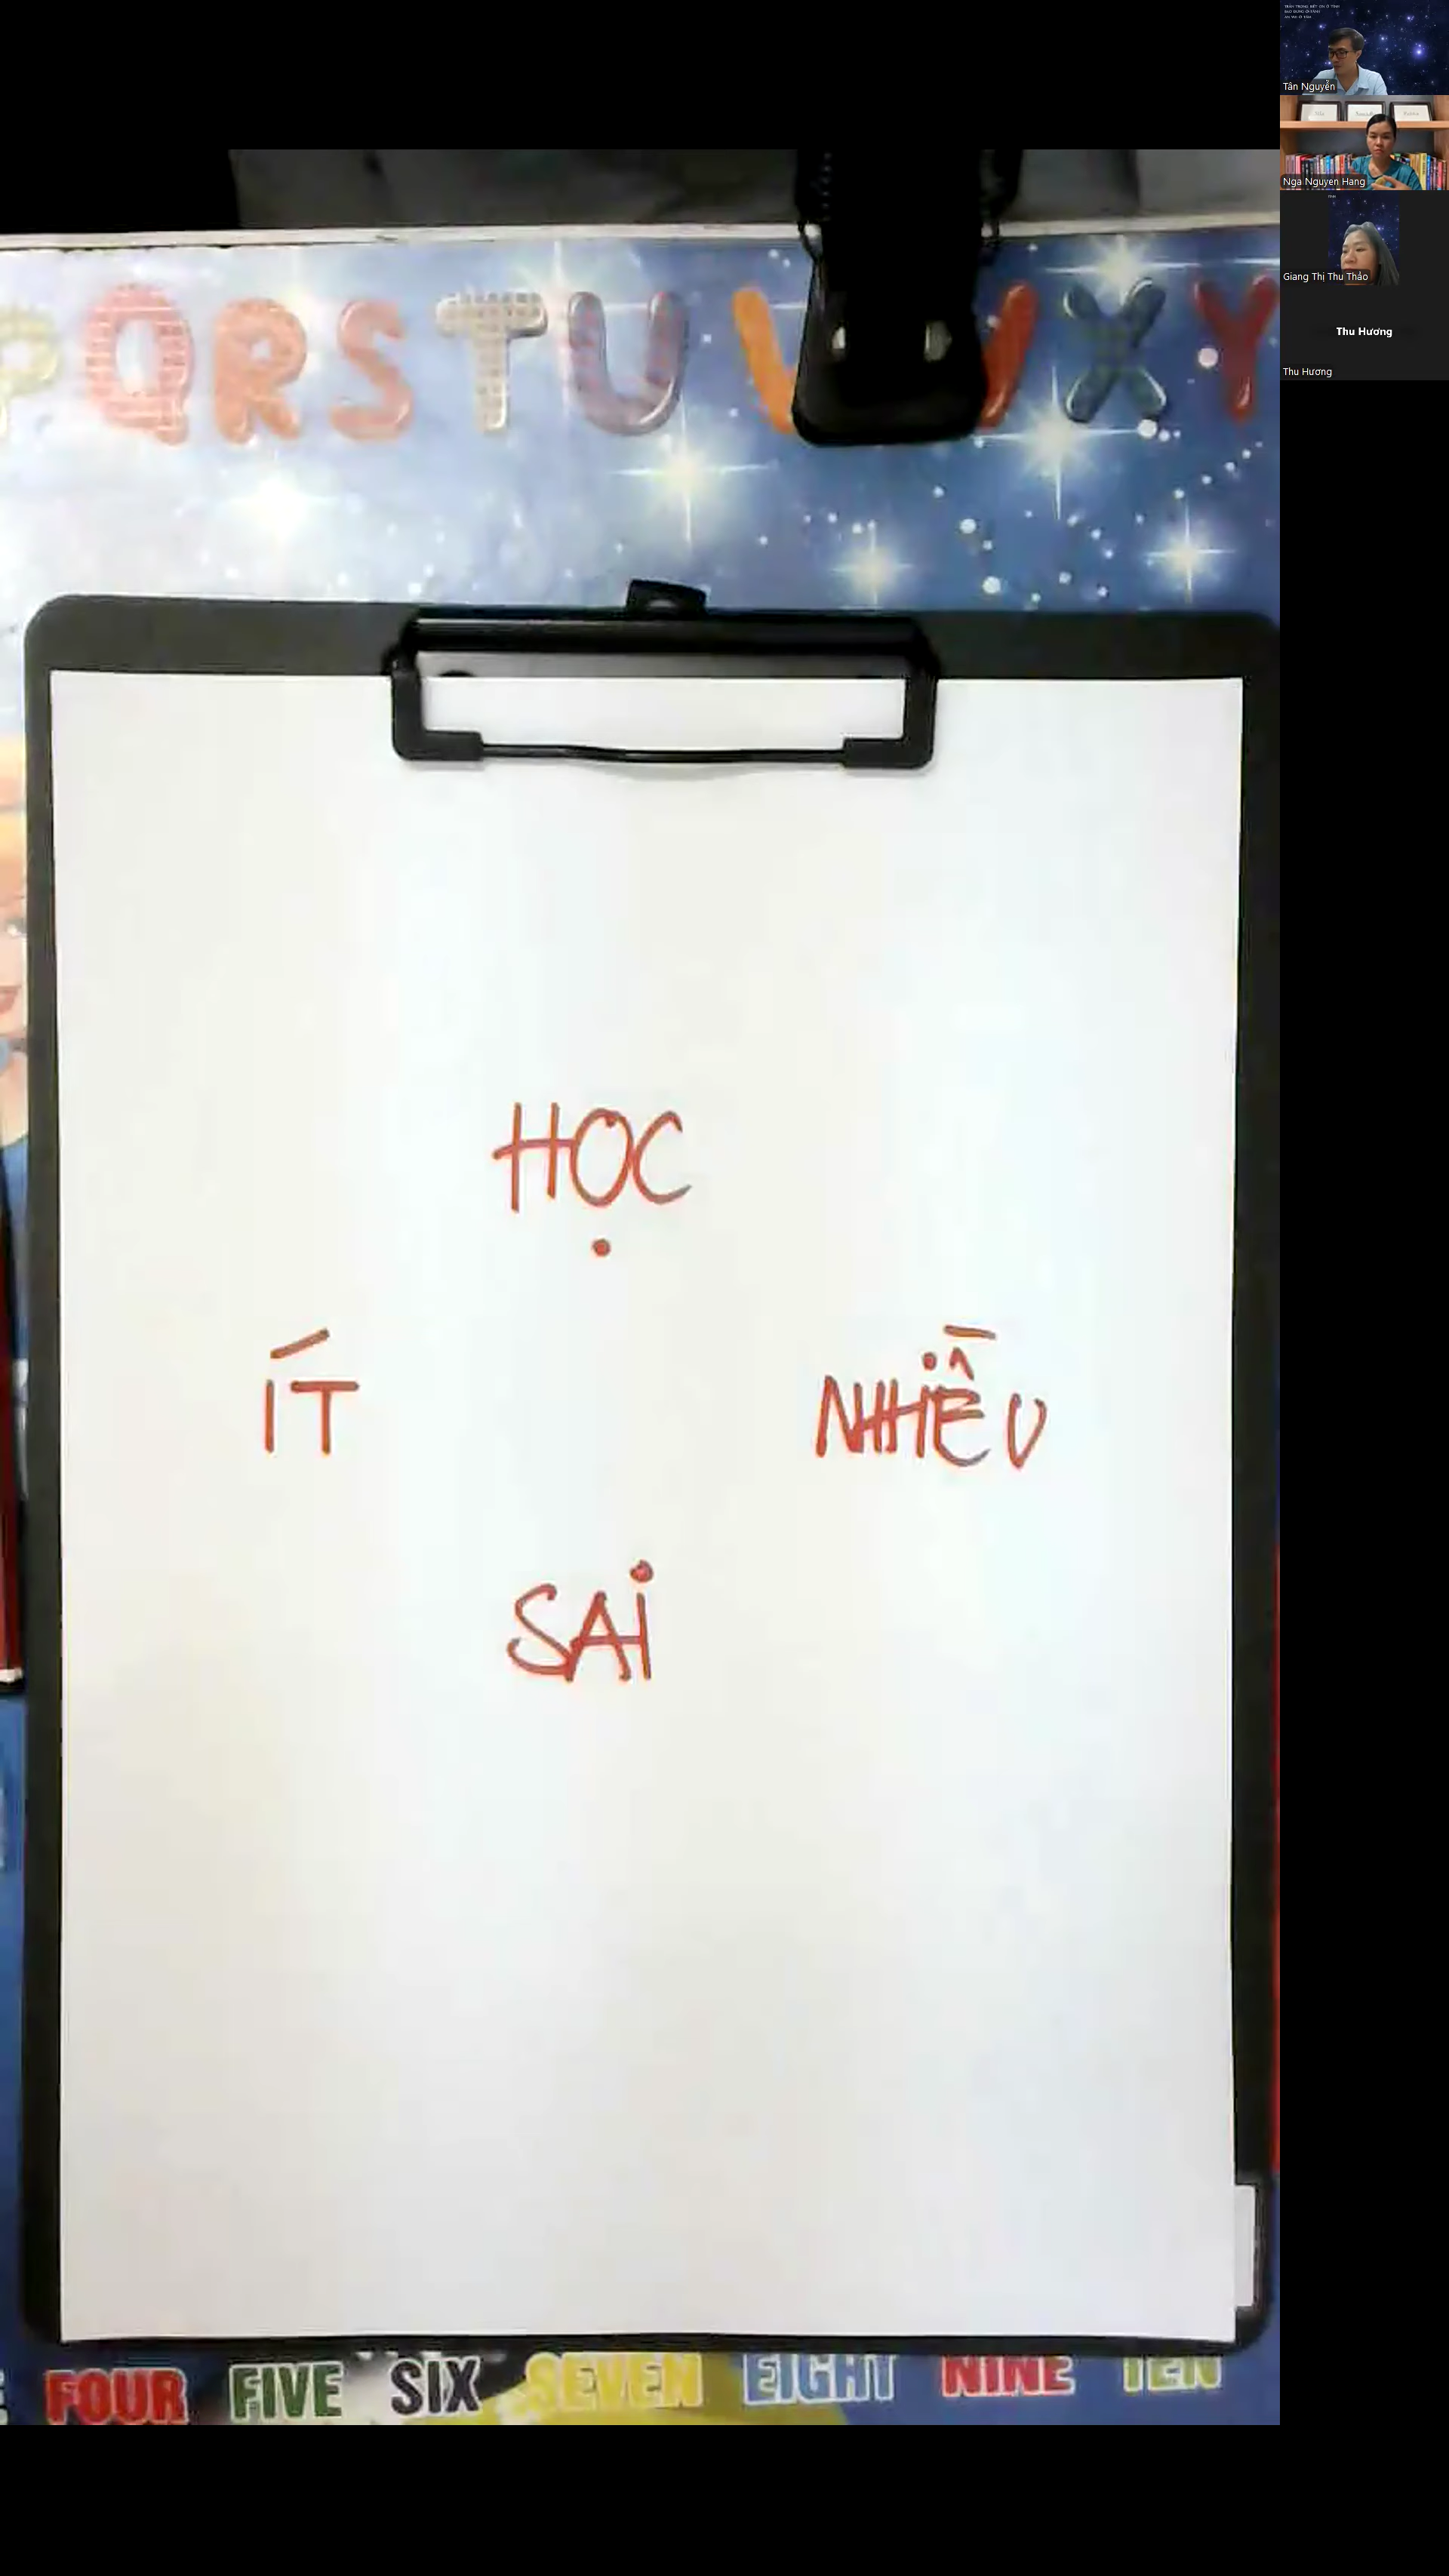 Tân Nguyễn
Nga Nguyen Hang
Giang Thị Thu Thảo
Thu Hương
Thu Hương
Q R S T U V X Y
HỌC
ÍT
NHIỀU
SAI
FOUR FIVE SIX SEVEN EIGHT NINE TEN